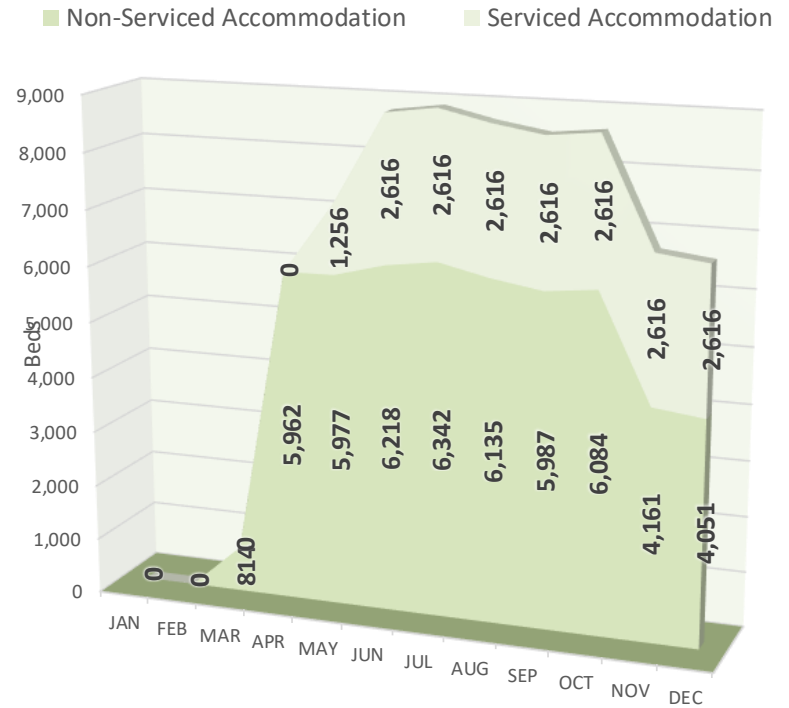 Non-Serviced Accommodation
Serviced Accommodation
9,000
8,000
7,000
6,000
5,000
4,000
3,000
2,000
1,000
0
Beds
0
1,256
2,616
2,616
2,616
2,616
2,616
2,616
2,616
0
0
0
814
5,962
5,977
6,218
6,342
6,135
5,987
6,084
4,161
4,051
JAN
FEB
MAR
APR
MAY
JUN
JUL
AUG
SEP
OCT
NOV
DEC